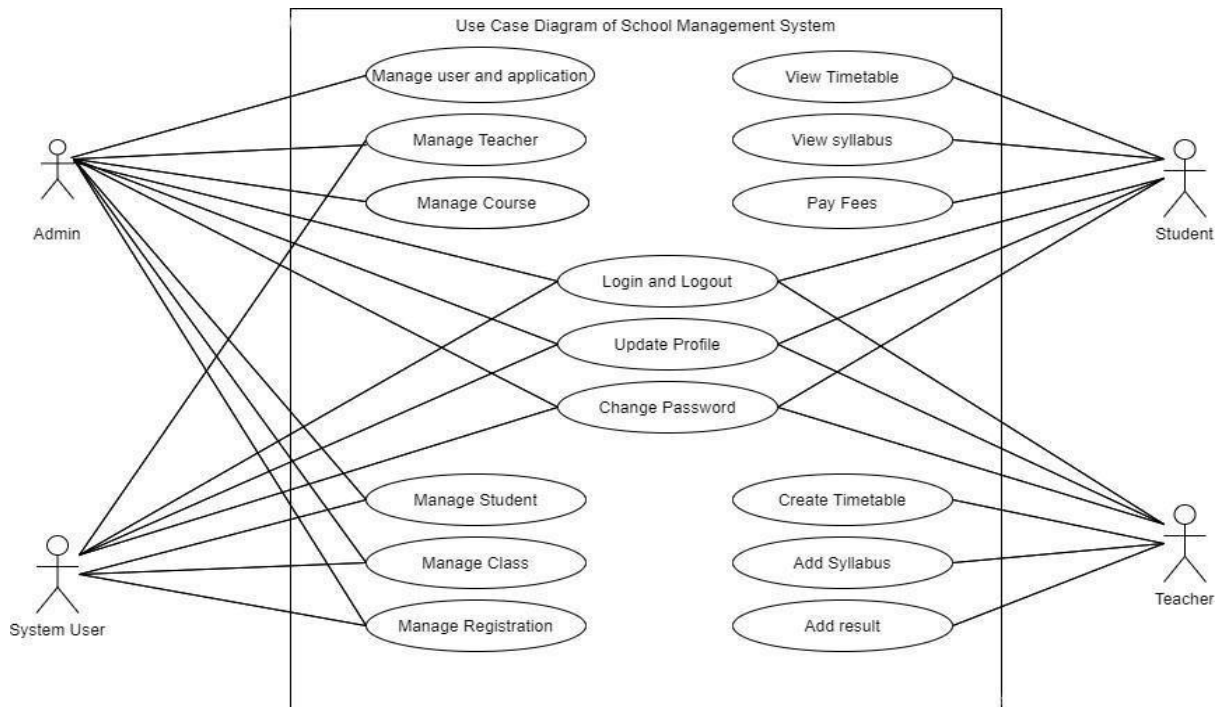 Use Case Diagram of School Management System
Manage user and application
View Timetable
Manage Teacher
View syllabus
Manage Course
Pay Fees
Admin
Student
Login and Logout
Update Profile
Change Password
Manage Student
Create Timetable
Manage Class
Add Syllabus
System User
Manage Registration
Add result
Teacher